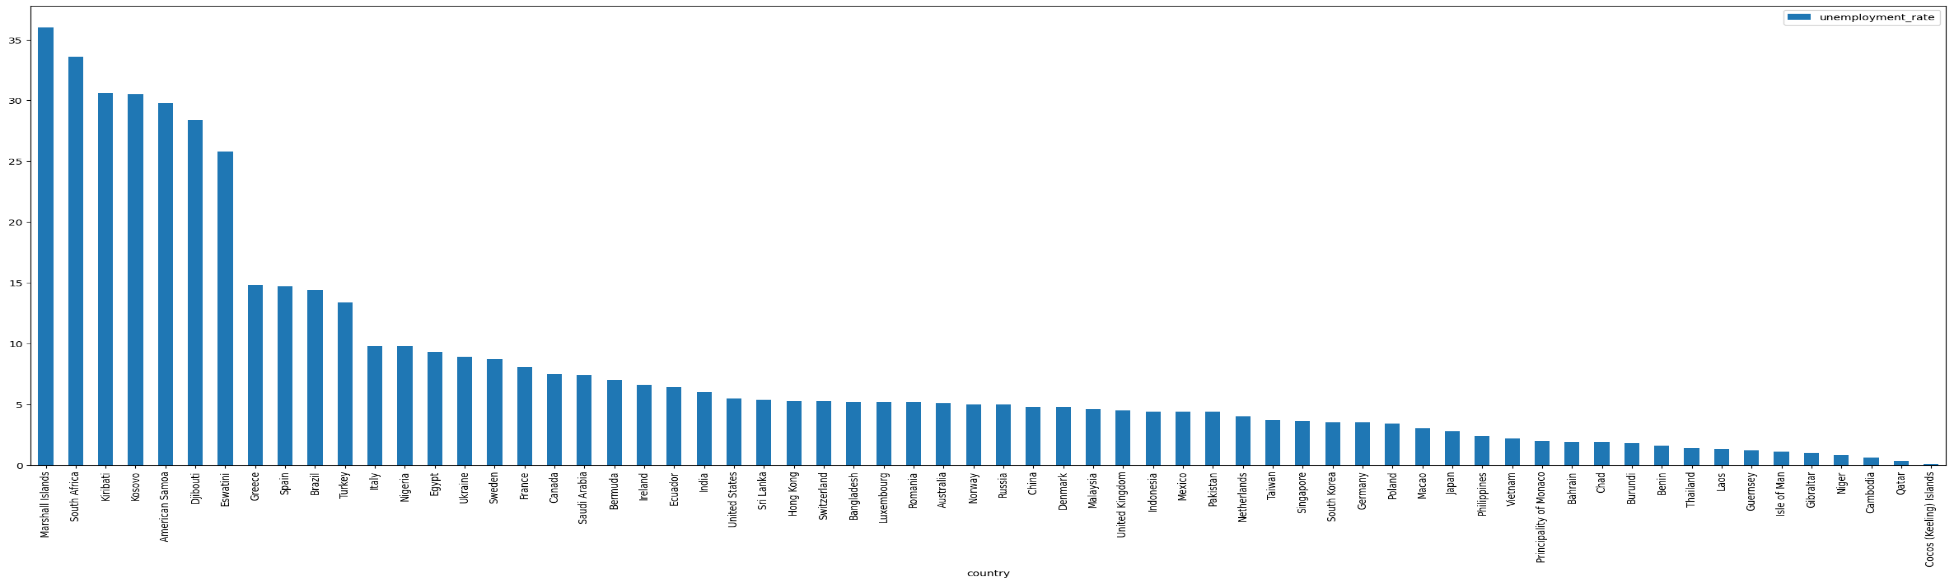 unemployment_rate
35
30
25
20
15
10
5
0
Marshall Islands
South Africa
Kiribati
Kosovo
American Samoa
Djibouti
Eswatini
Greece
Spain
Brazil
Turkey
Italy
Nigeria
Egypt
Ukraine
Sweden
France
Canada
Saudi Arabia
Bermuda
Ireland
Ecuador
India
United States
Sri Lanka
Hong Kong
Switzerland
Bangladesh
Luxembourg
Romania
Australia
Norway
Russia
China
Denmark
Malaysia
United Kingdom
Indonesia
Mexico
Pakistan
Netherlands
Taiwan
Singapore
South Korea
Germany
Poland
Macao
Japan
Philippines
Vietnam
Principality of Monaco
Bahrain
Chad
Burundi
Benin
Thailand
Laos
Guernsey
Isle of Man
Gibraltar
Niger
Cambodia
Qatar
Cocos (Keeling) Islands
country